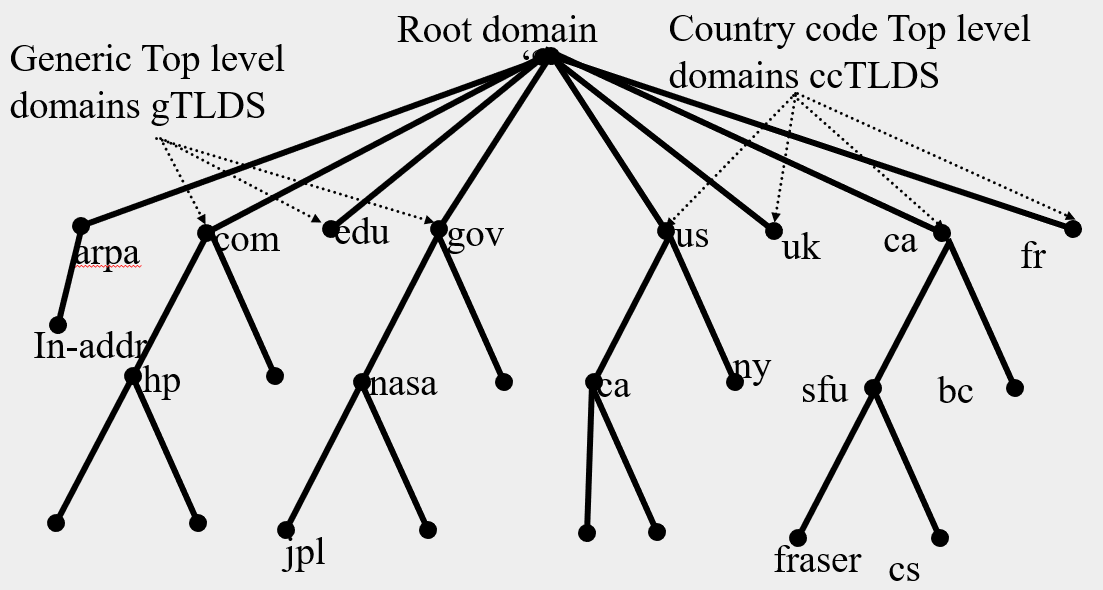 Root domain
Country code Top level
domains ccTLDS
Generic Top level
domains gTLDS
arpa
com
edu
gov
us
uk
ca
fr
In-addr
hp
nasa
ca
ny
sfu
bc
jpl
fraser
cs